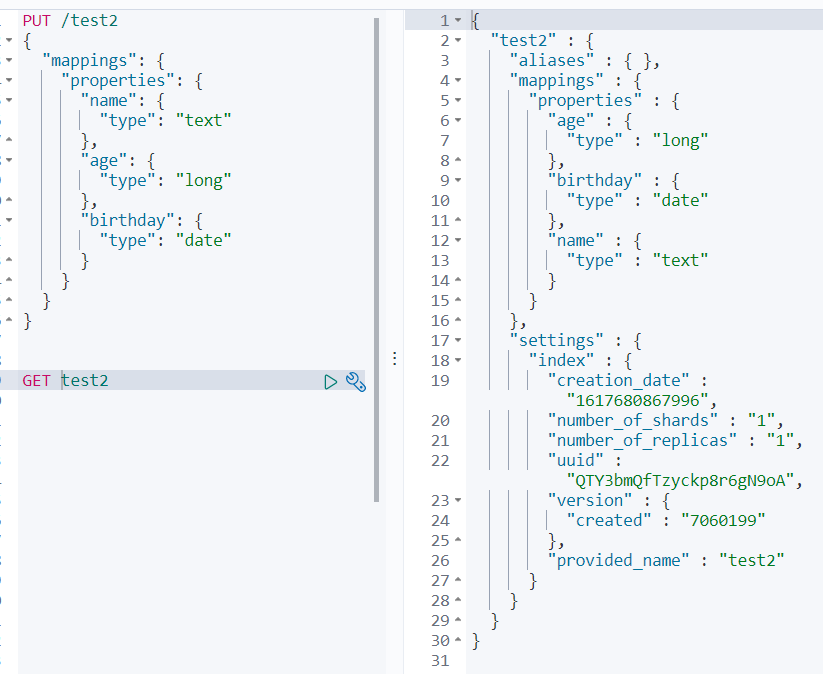 PUT /test2
{
  "mappings": {
    "properties": {
      "name": {
        "type": "text"
      },
      "age": {
        "type": "long"
      },
      "birthday": {
        "type": "date"
      }
    }
  }
}
GET test2
1 {
2   "test2" : {
3     "aliases" : { },
4     "mappings" : {
5       "properties" : {
6         "age" : {
7           "type" : "long"
8         },
9         "birthday" : {
10           "type" : "date"
11         },
12         "name" : {
13           "type" : "text"
14         }
15       }
16     },
17     "settings" : {
18       "index" : {
19         "creation_date" :
            "1617680867996",
20         "number_of_shards" : "1",
21         "number_of_replicas" : "1",
22         "uuid" :
            "QTY3bmQfTzyckp8r6gN9oA",
23         "version" : {
24           "created" : "7060199"
25         },
26         "provided_name" : "test2"
27       }
28     }
29   }
30 }
31